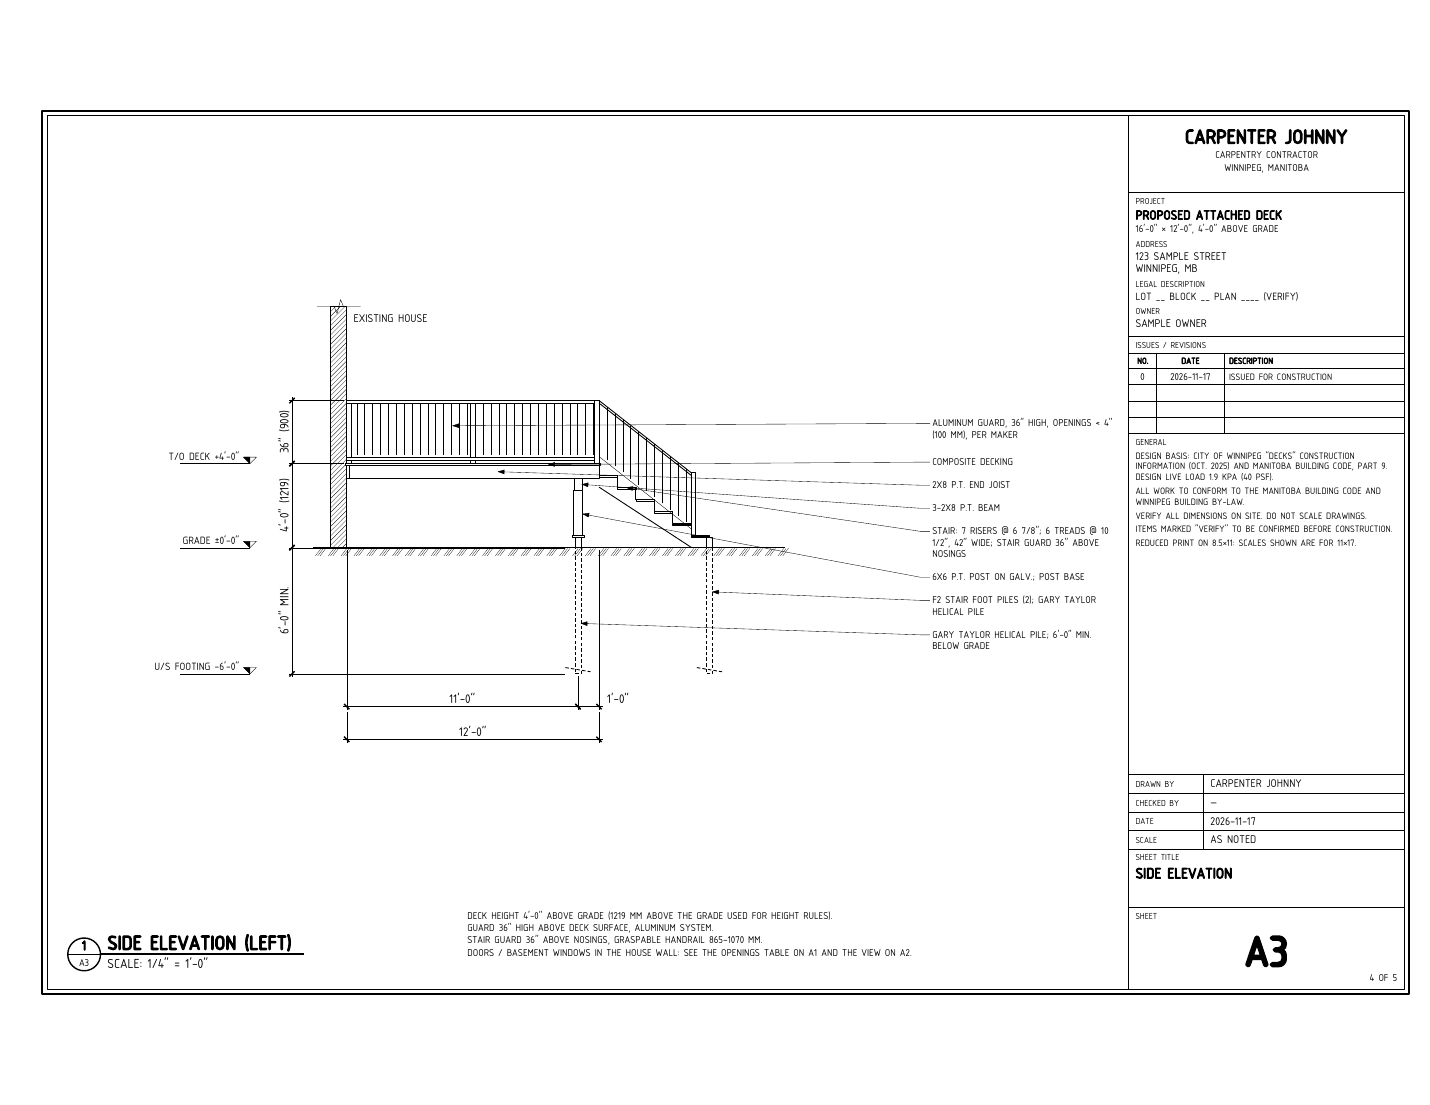 CARPENTER JOHNNY
CARPENTRY CONTRACTOR
WINNIPEG, MANITOBA
PROJECT
PROPOSED ATTACHED DECK
16'-0" × 12'-0", 4'-0" ABOVE GRADE
ADDRESS
123 SAMPLE STREET
WINNIPEG, MB
LEGAL DESCRIPTION
LOT __ BLOCK __ PLAN ____ (VERIFY)
OWNER
SAMPLE OWNER
ISSUES / REVISIONS
NO. DATE DESCRIPTION
0 2026-11-17 ISSUED FOR CONSTRUCTION
GENERAL
DESIGN BASIS: CITY OF WINNIPEG "DECKS" CONSTRUCTION
INFORMATION (OCT. 2025) AND MANITOBA BUILDING CODE, PART 9.
DESIGN LIVE LOAD 1.9 KPA (40 PSF).
ALL WORK TO CONFORM TO THE MANITOBA BUILDING CODE AND
WINNIPEG BUILDING BY-LAW.
VERIFY ALL DIMENSIONS ON SITE. DO NOT SCALE DRAWINGS.
ITEMS MARKED "VERIFY" TO BE CONFIRMED BEFORE CONSTRUCTION.
REDUCED PRINT ON 8.5×11: SCALES SHOWN ARE FOR 11×17.
DRAWN BY CARPENTER JOHNNY
CHECKED BY –
DATE 2026-11-17
SCALE AS NOTED
SHEET TITLE
SIDE ELEVATION
SHEET
A3
4 OF 5
EXISTING HOUSE
36" (900)
T/O DECK +4'-0"
4'-0" (1219)
GRADE ±0'-0"
6'-0" MIN.
U/S FOOTING -6'-0"
11'-0"
1'-0"
12'-0"
ALUMINUM GUARD, 36" HIGH, OPENINGS < 4"
(100 MM), PER MAKER
COMPOSITE DECKING
2X8 P.T. END JOIST
3-2X8 P.T. BEAM
STAIR: 7 RISERS @ 6 7/8"; 6 TREADS @ 10
1/2", 42" WIDE; STAIR GUARD 36" ABOVE
NOSINGS
6X6 P.T. POST ON GALV.; POST BASE
F2 STAIR FOOT PILES (2); GARY TAYLOR
HELICAL PILE
GARY TAYLOR HELICAL PILE; 6'-0" MIN.
BELOW GRADE
DECK HEIGHT 4'-0" ABOVE GRADE (1219 MM ABOVE THE GRADE USED FOR HEIGHT RULES).
GUARD 36" HIGH ABOVE DECK SURFACE, ALUMINUM SYSTEM.
STAIR GUARD 36" ABOVE NOSINGS, GRASPABLE HANDRAIL 865-1070 MM.
DOORS / BASEMENT WINDOWS IN THE HOUSE WALL: SEE THE OPENINGS TABLE ON A1 AND THE VIEW ON A2.
1
A3
SIDE ELEVATION (LEFT)
SCALE: 1/4" = 1'-0"